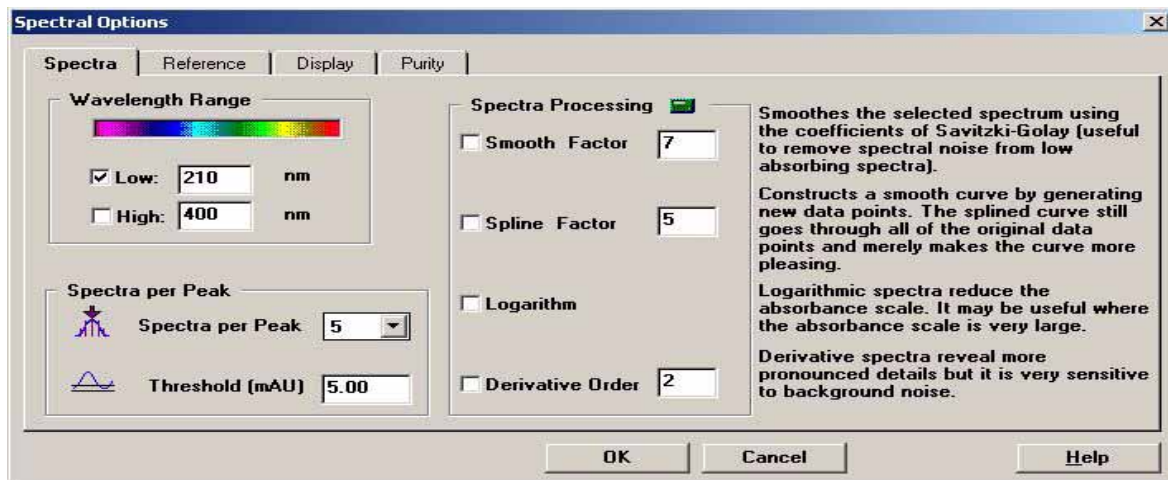 Spectral Options
Spectra
Reference
Display
Purity
Wavelength Range
Low: 210 nm
High: 400 nm
Spectra per Peak
Spectra per Peak 5
Threshold (mAU) 5.00
Spectra Processing
Smooth Factor 7
Spline Factor 5
Logarithm
Derivative Order 2
Smoothes the selected spectrum using
the coefficients of Savitzki-Golay (useful
to remove spectral noise from low
absorbing spectra).
Constructs a smooth curve by generating
new data points. The splined curve still
goes through all of the original data
points and merely makes the curve more
pleasing.
Logarithmic spectra reduce the
absorbance scale. It may be useful where
the absorbance scale is very large.
Derivative spectra reveal more
pronounced details but it is very sensitive
to background noise.
OK
Cancel
Help